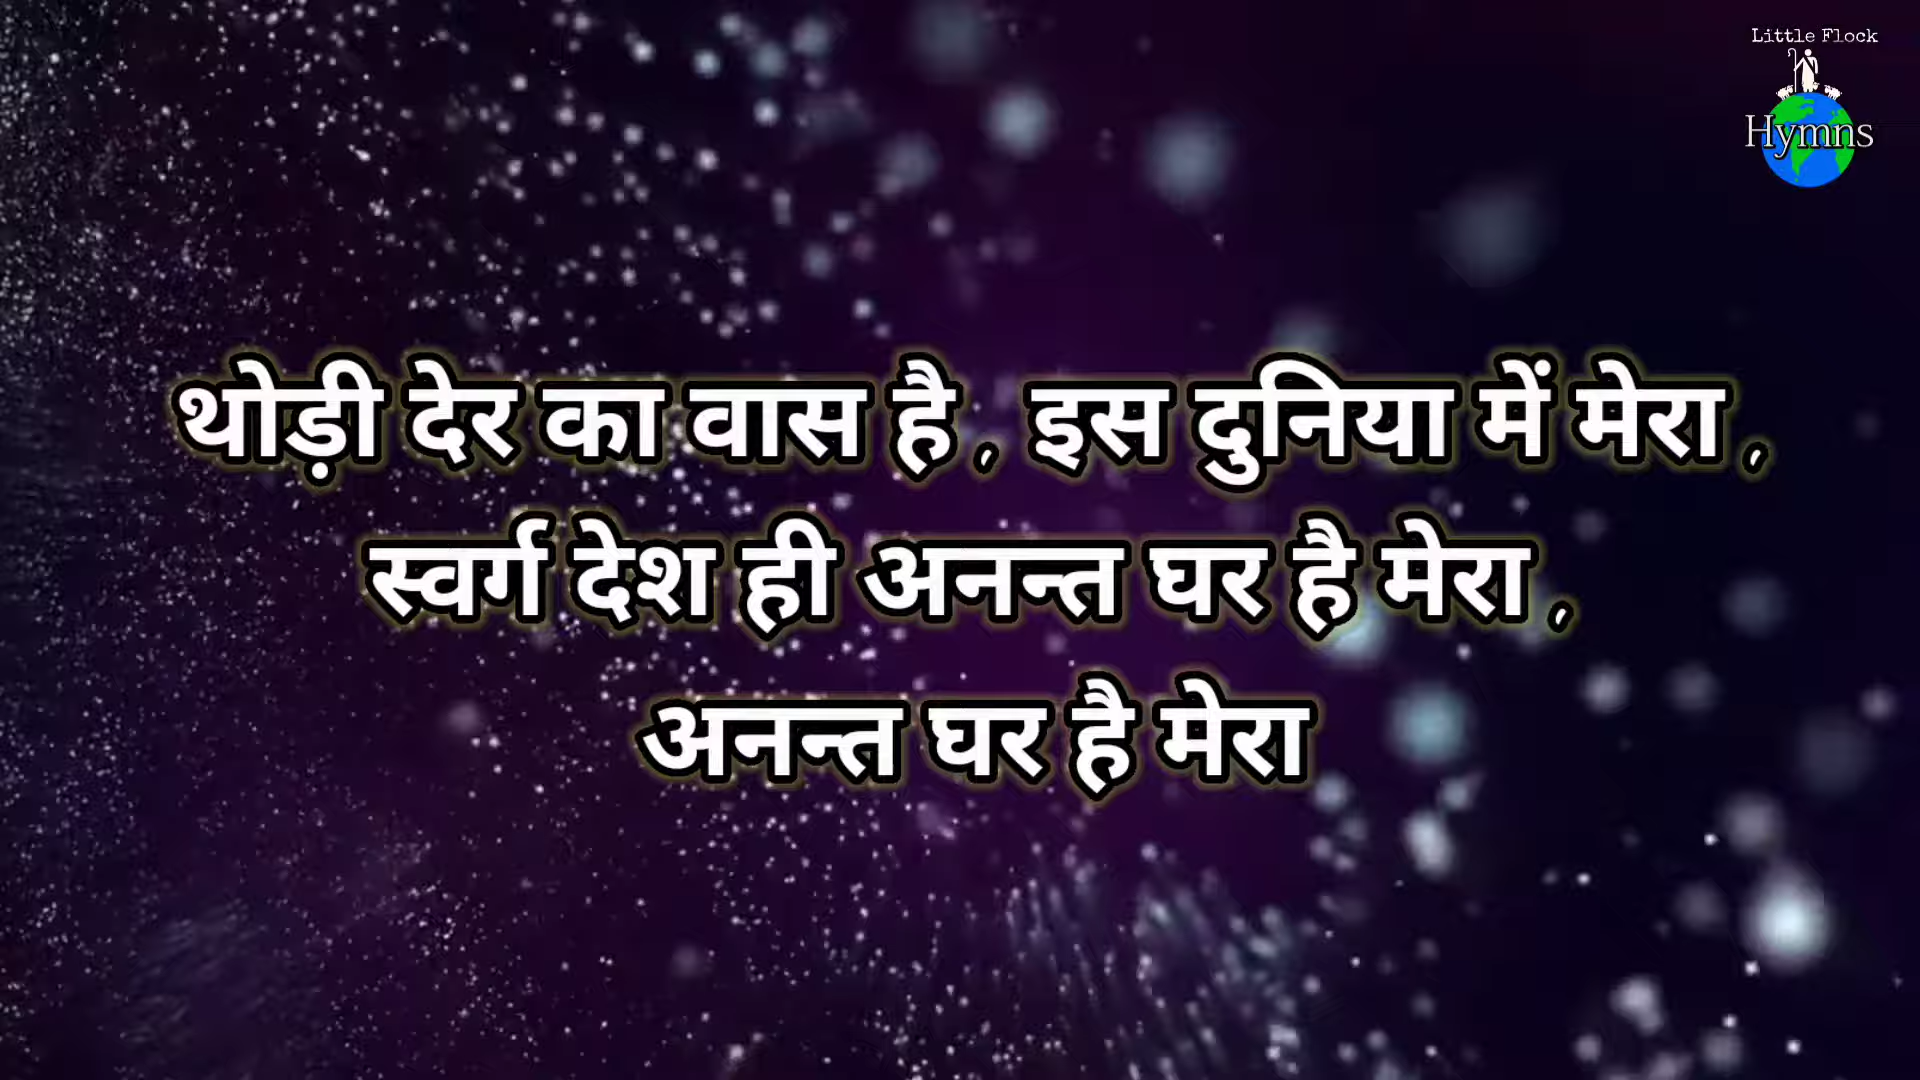 Little Flock
Hymns
थोड़ी देर का वास है , इस दुनिया में मेरा ,
स्वर्ग देश ही अनन्त घर है मेरा ,
अनन्त घर है मेरा